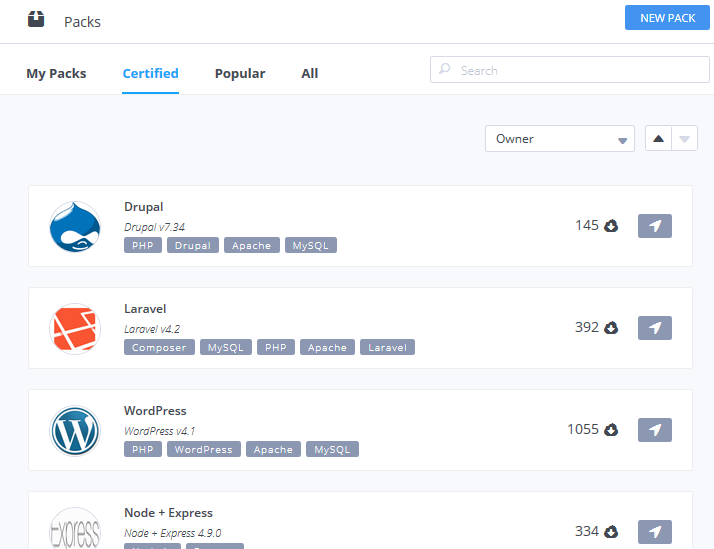 Packs
NEW PACK
My Packs Certified Popular All
Search
Owner
Drupal
Drupal v7.34
PHP Drupal Apache MySQL
145
Laravel
Laravel v4.2
Composer MySQL PHP Apache Laravel
392
WordPress
WordPress v4.1
PHP WordPress Apache MySQL
1055
Express
Node + Express
Node + Express 4.9.0
334